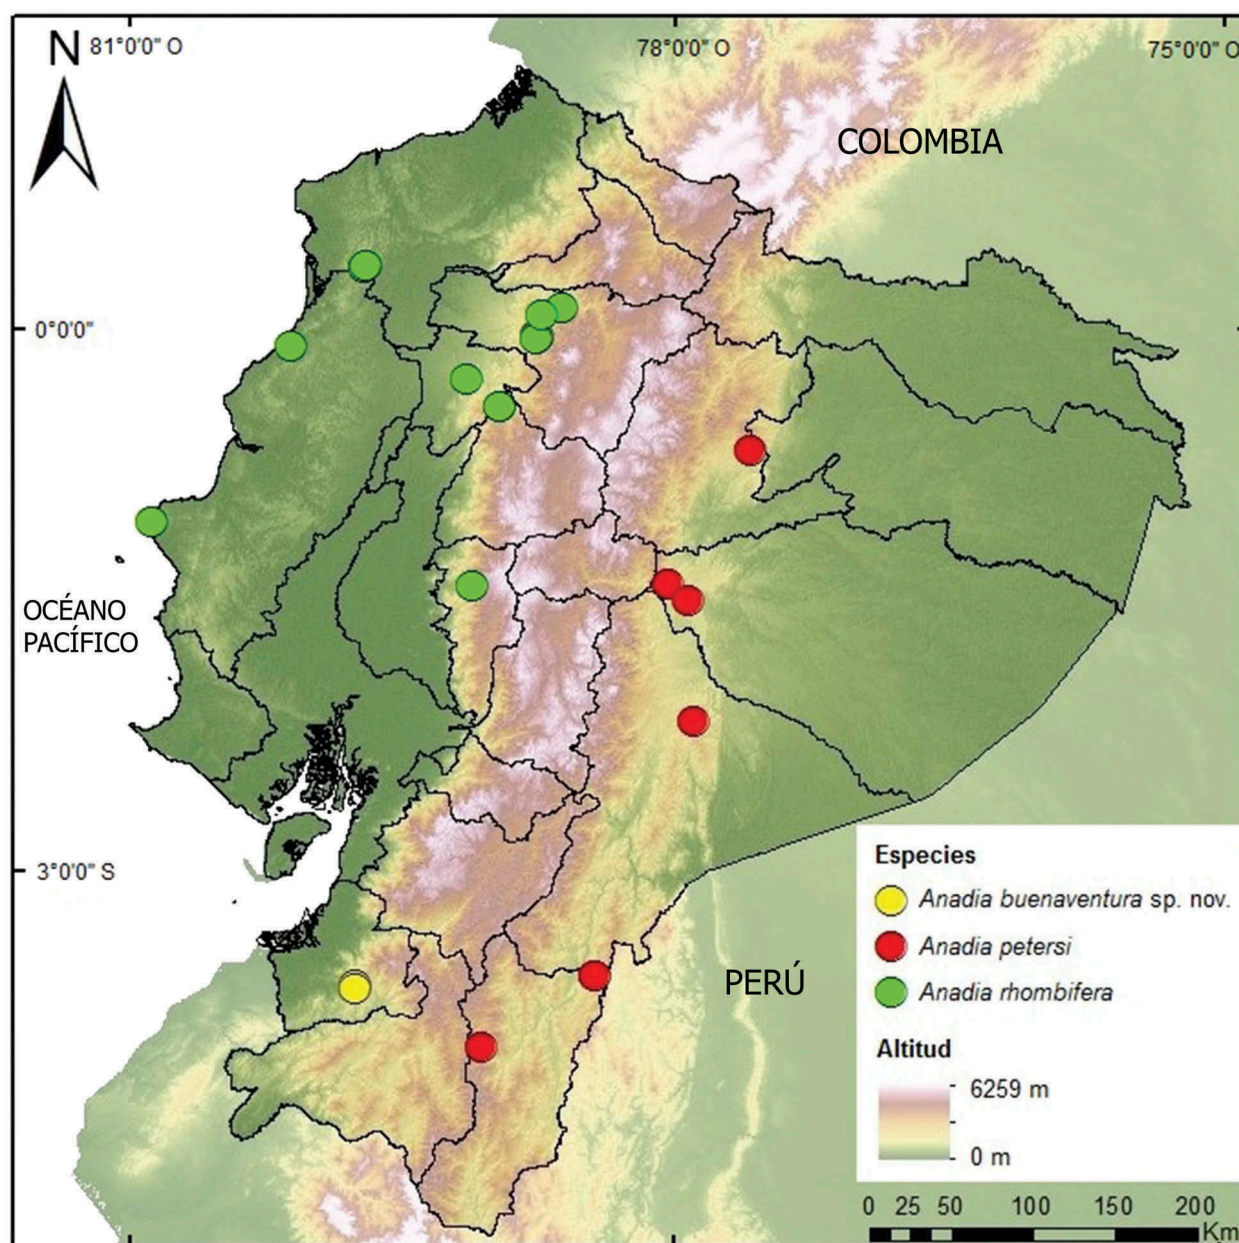 N
81°0'0" O
78°0'0" O
75°0'0" O
COLOMBIA
0°0'0"
OCÉANO
PACÍFICO
3°0'0" S
PERÚ
Especies
Anadia buenaventura sp. nov.
Anadia petersi
Anadia rhombifera
Altitud
6259 m
0 m
0 25 50 100 150 200
Km